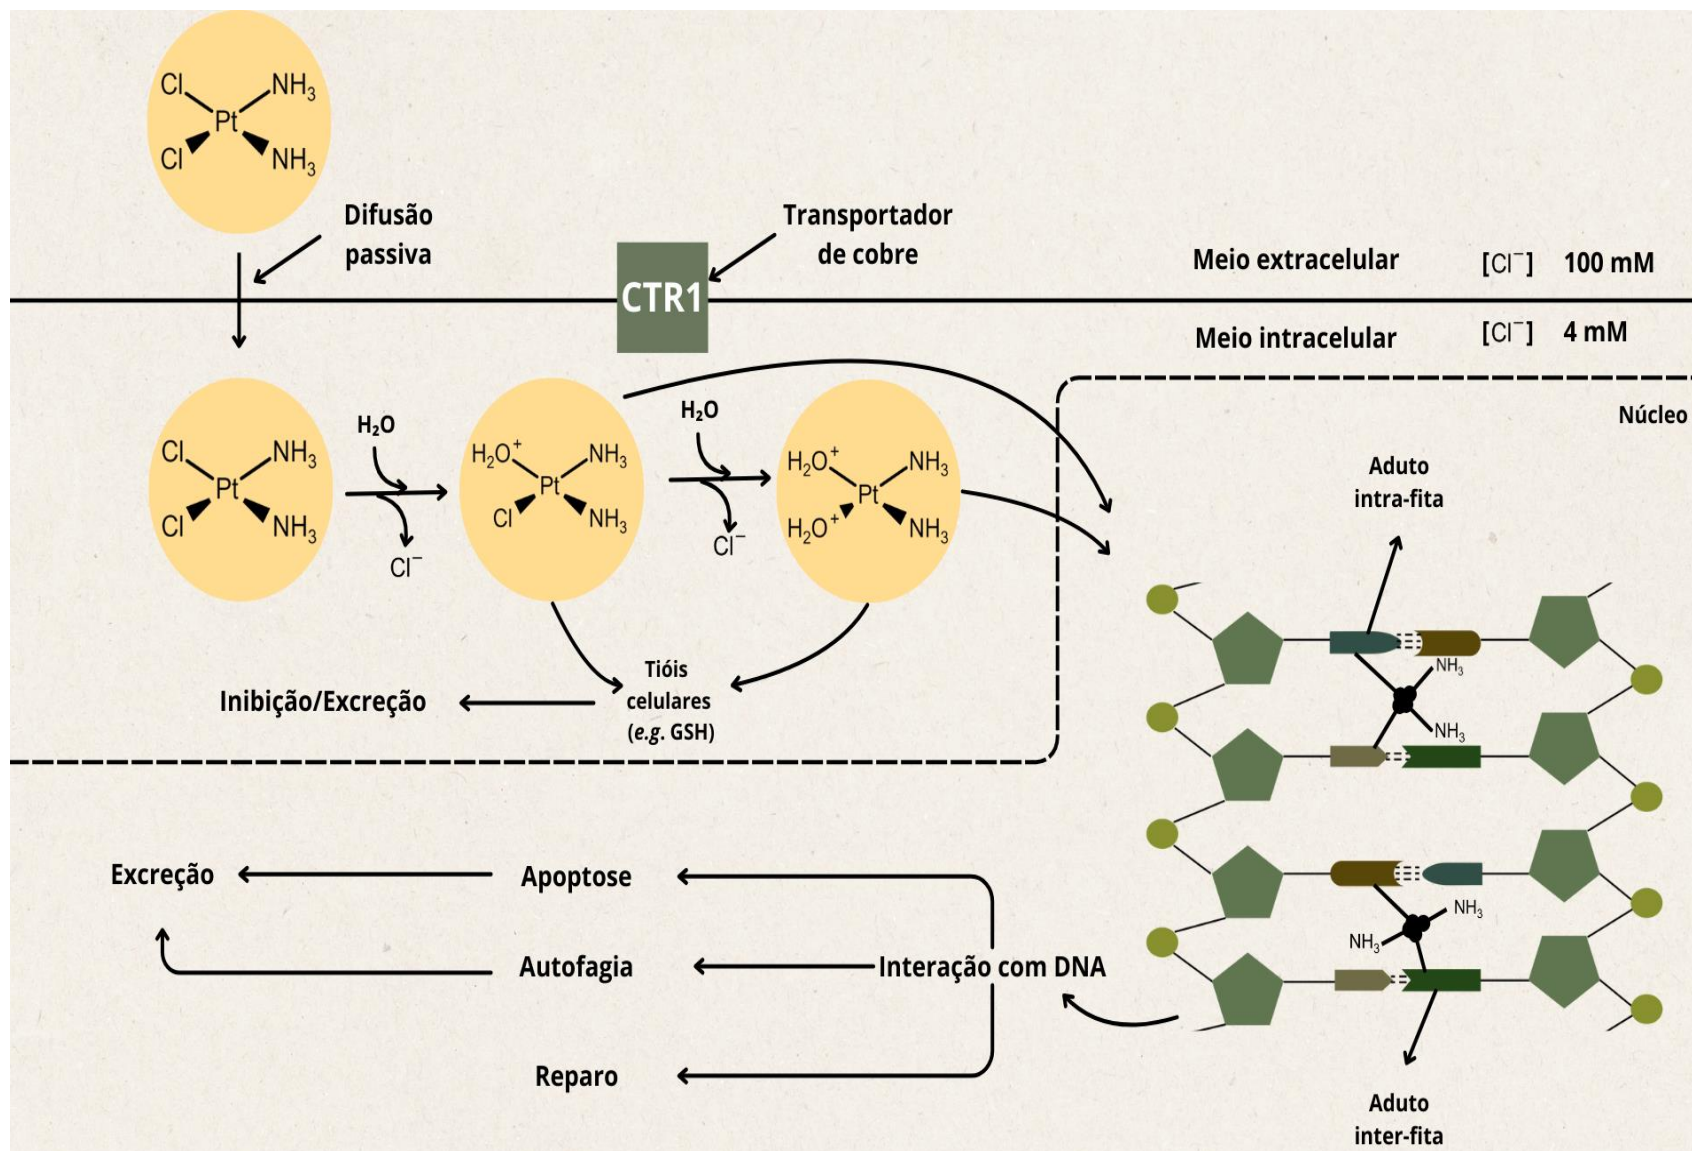 Cl
NH₃
Pt
Cl
NH₃
Difusão
passiva
Transportador
de cobre
CTR1
Meio extracelular [Cl⁻] 100 mM
Meio intracelular [Cl⁻] 4 mM
Núcleo
Cl
NH₃
Pt
Cl
NH₃
H₂O
Cl⁻
H₂O⁺
NH₃
Pt
Cl
NH₃
H₂O
Cl⁻
H₂O⁺
NH₃
Pt
H₂O⁺
NH₃
Tióis
celulares
(e.g. GSH)
Inibição/Excreção
Aduto
intra-fita
NH₃
NH₃
NH₃
NH₃
Aduto
inter-fita
Interação com DNA
Apoptose
Excreção
Autofagia
Reparo